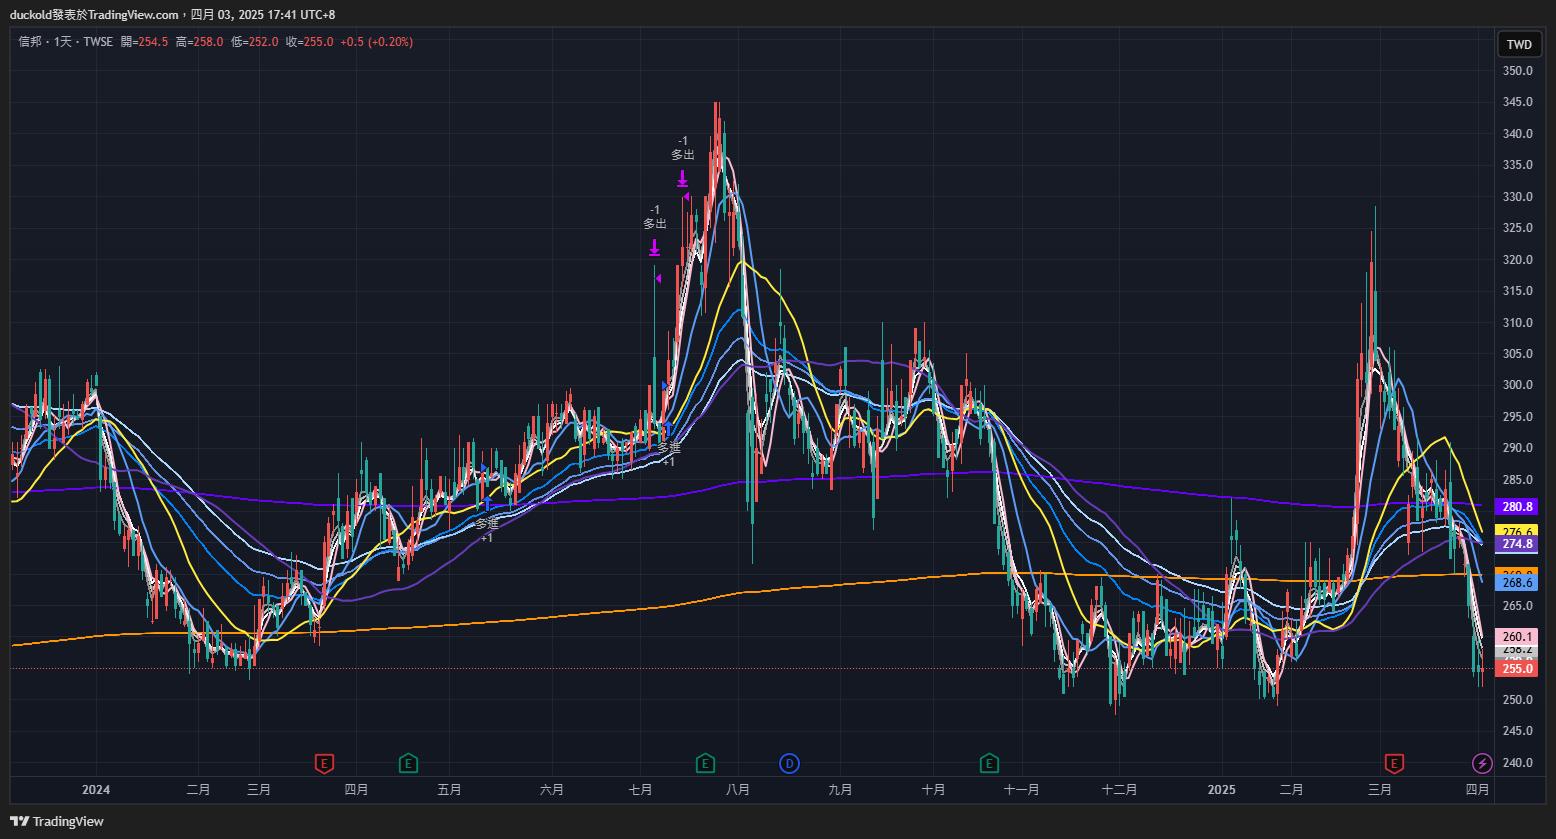 duckold發表於TradingView.com，四月 03, 2025 17:41 UTC+8
信邦 · 1天 · TWSE 開=254.5 高=258.0 低=252.0 收=255.0 +0.5 (+0.20%)
TWD
350.0
345.0
340.0
335.0
330.0
325.0
320.0
315.0
310.0
305.0
300.0
295.0
290.0
285.0
280.8
276.6
274.8
268.6
265.0
260.1
258.2
255.0
250.0
245.0
240.0
-1
多出
-1
多出
多進
+1
多進
+1
E
E
E
D
E
E
2024 二月 三月 四月 五月 六月 七月 八月 九月 十月 十一月 十二月 2025 二月 三月 四月
TradingView